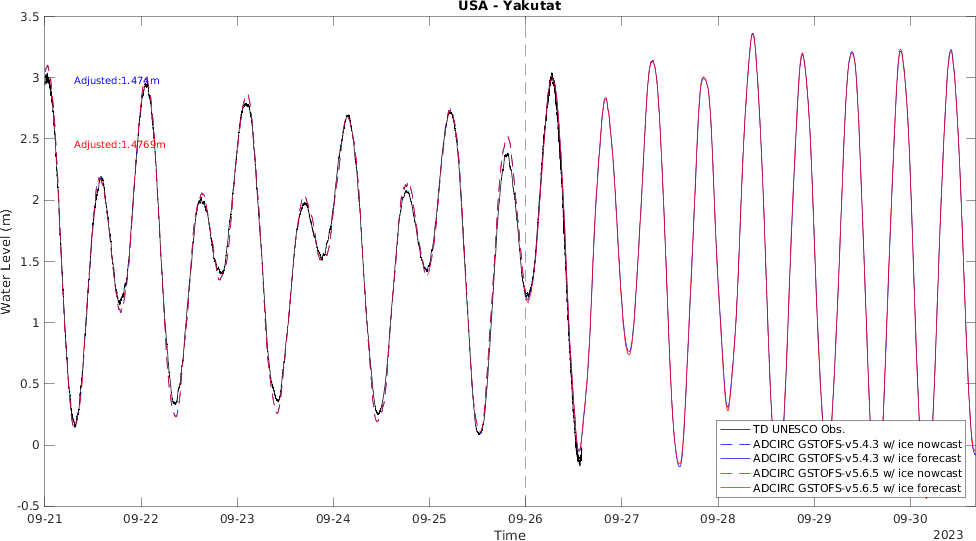 USA - Yakutat
3.5
3
2.5
2
1.5
1
0.5
0
-0.5
Water Level (m)
Adjusted:1.474m
Adjusted:1.4769m
TD UNESCO Obs.
ADCIRC GSTOFS-v5.4.3 w/ ice nowcast
ADCIRC GSTOFS-v5.4.3 w/ ice forecast
ADCIRC GSTOFS-v5.6.5 w/ ice nowcast
ADCIRC GSTOFS-v5.6.5 w/ ice forecast
09-21 09-22 09-23 09-24 09-25 09-26 09-27 09-28 09-29 09-30
Time
2023